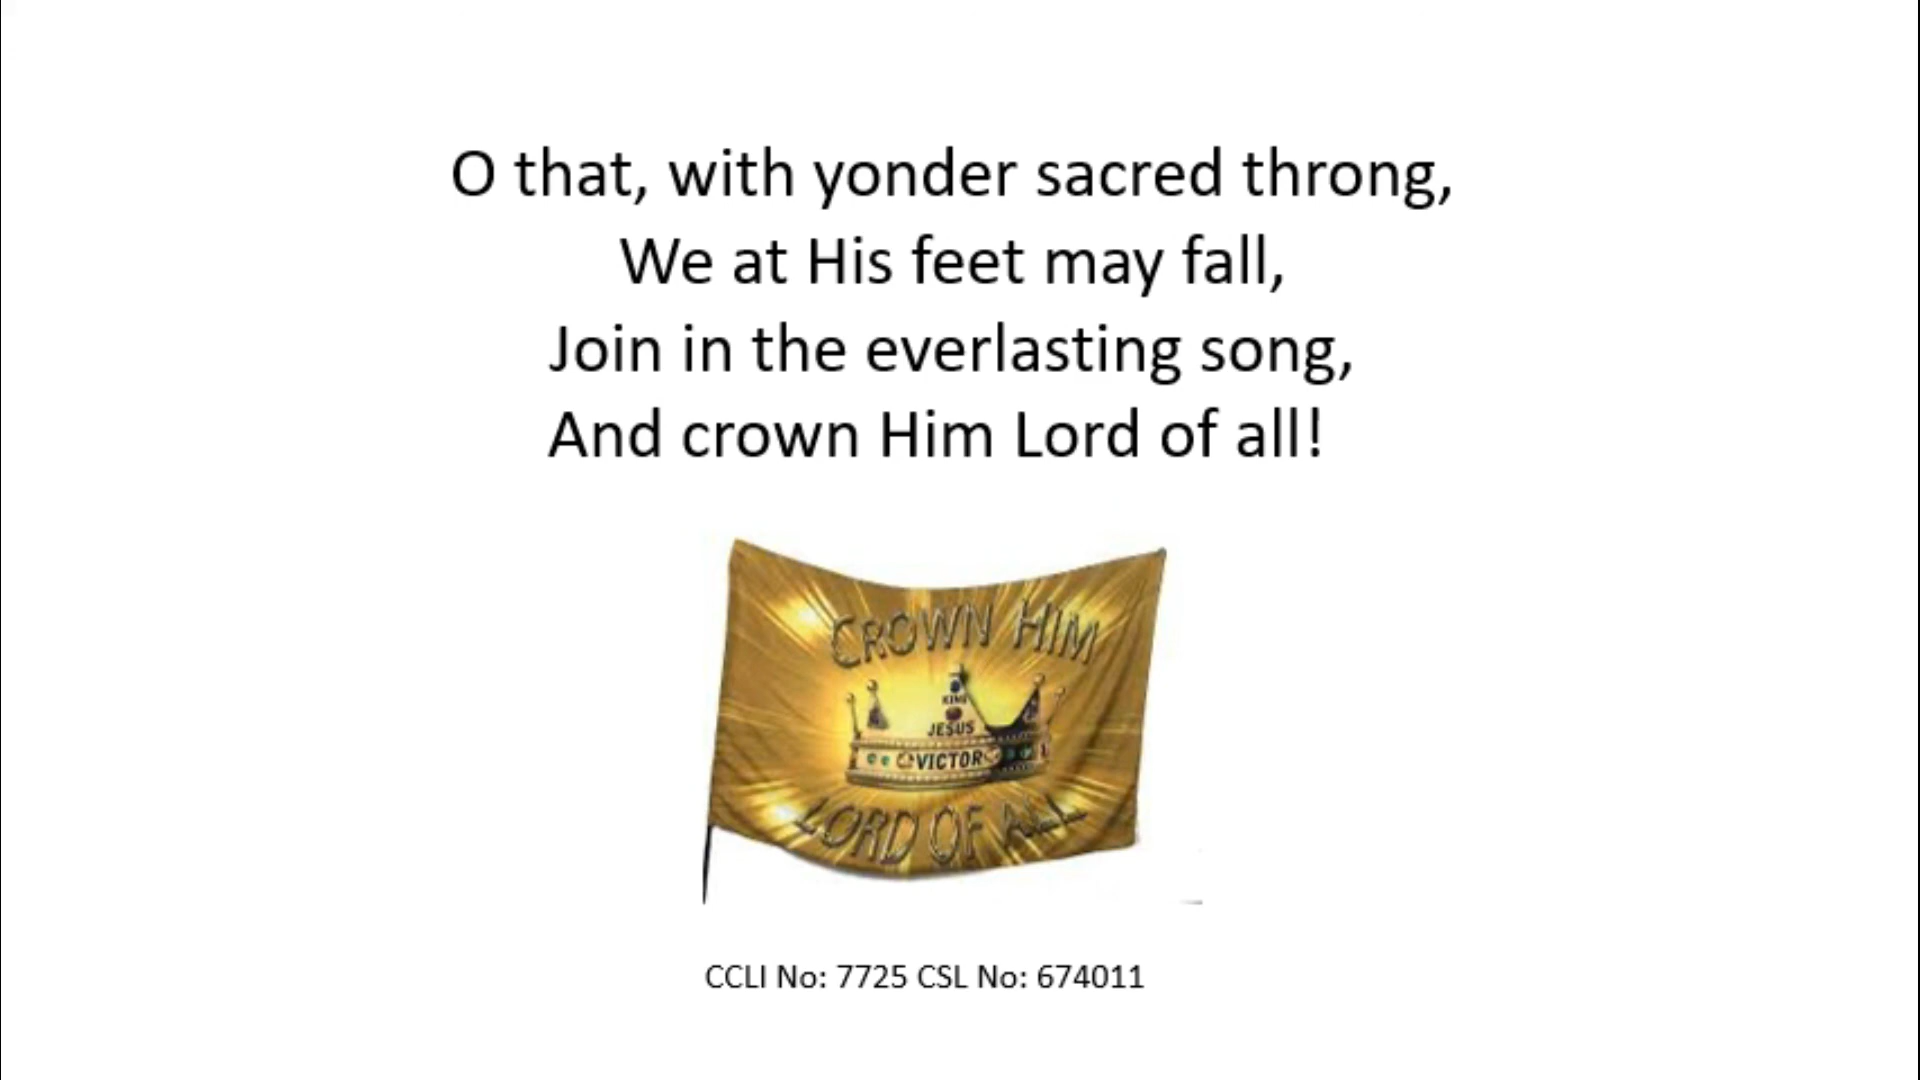 O that, with yonder sacred throng,
We at His feet may fall,
Join in the everlasting song,
And crown Him Lord of all!
CROWN HIM
KING
JESUS
VICTOR
LORD OF ALL
CCLI No: 7725 CSL No: 674011